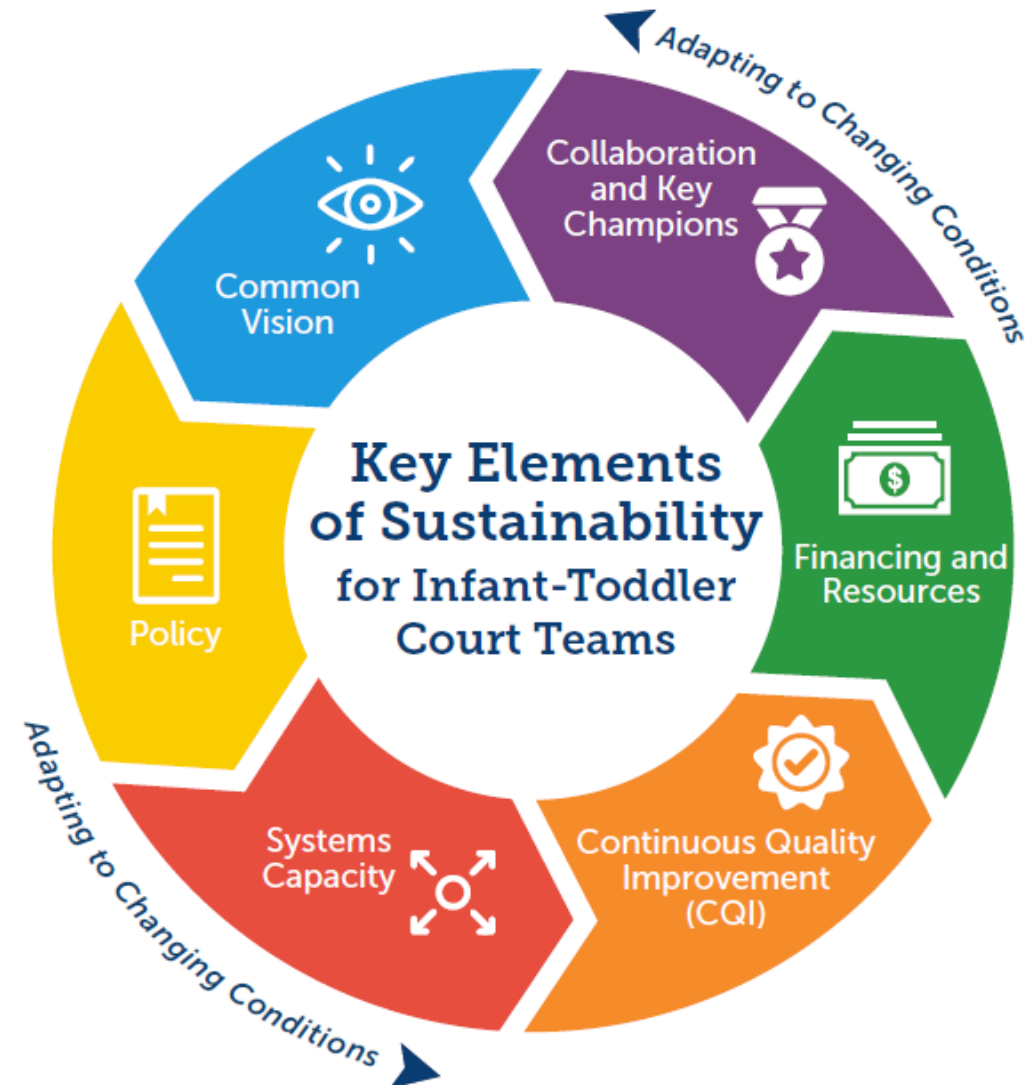 Adapting to Changing Conditions
Collaboration
and Key
Champions
Common
Vision
Key Elements
of Sustainability
for Infant-Toddler
Court Teams
$
Financing and
Resources
Policy
Systems
Capacity
Continuous Quality
Improvement
(CQI)
Adapting to Changing Conditions